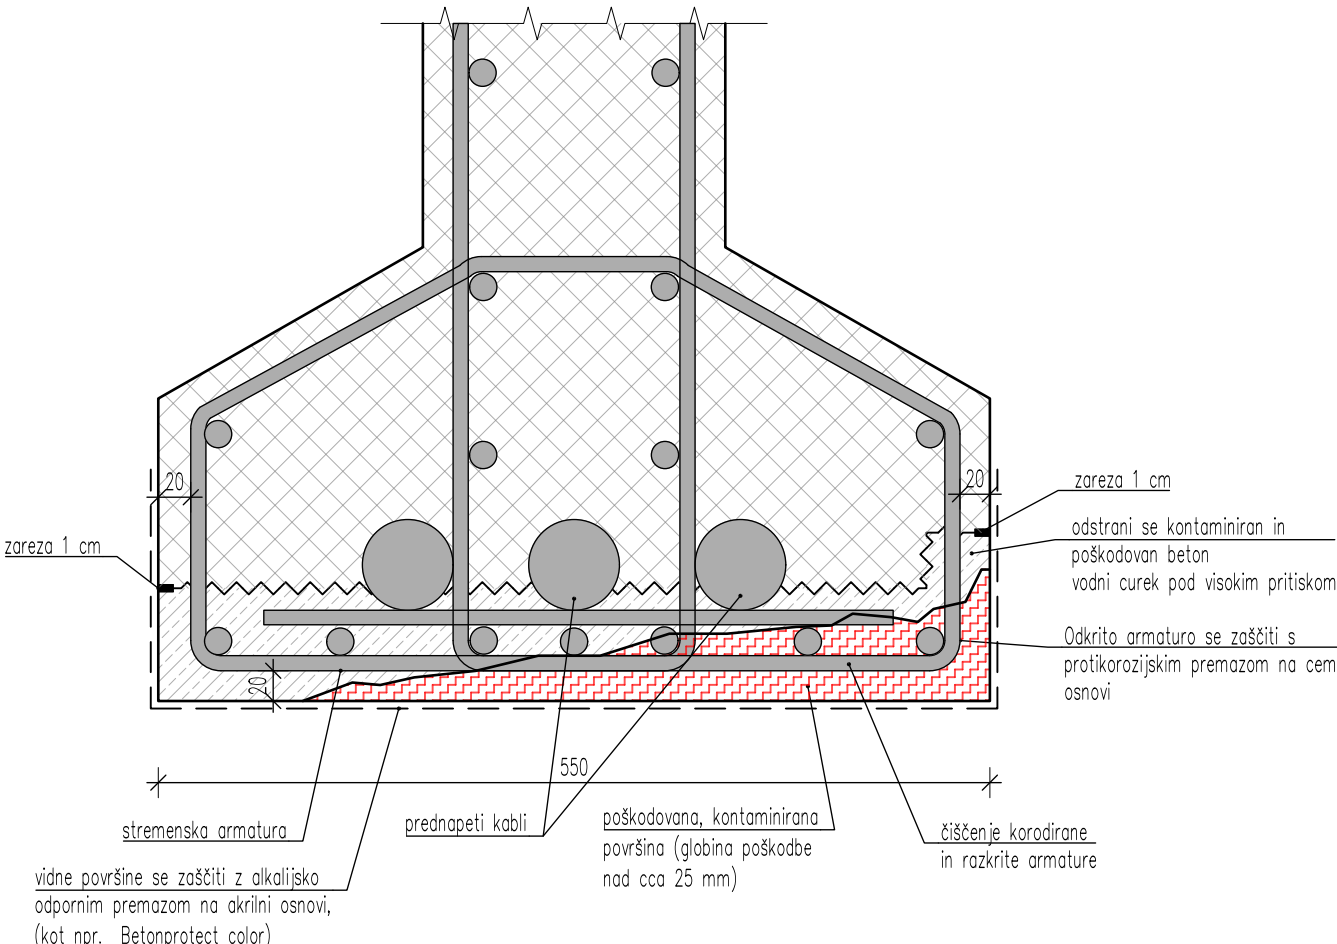 20
20
zareza 1 cm
zareza 1 cm
odstrani se kontaminiran in
poškodovan beton
vodni curek pod visokim pritiskom
Odkrito armaturo se zaščiti s
protikorozijskim premazom na cem
osnovi
20
550
stremenska armatura
prednapeti kabli
poškodovana, kontaminirana
površina (globina poškodbe
nad cca 25 mm)
čiščenje korodirane
in razkrite armature
vidne površine se zaščiti z alkalijsko
odpornim premazom na akrilni osnovi,
(kot npr. Betonprotect color)